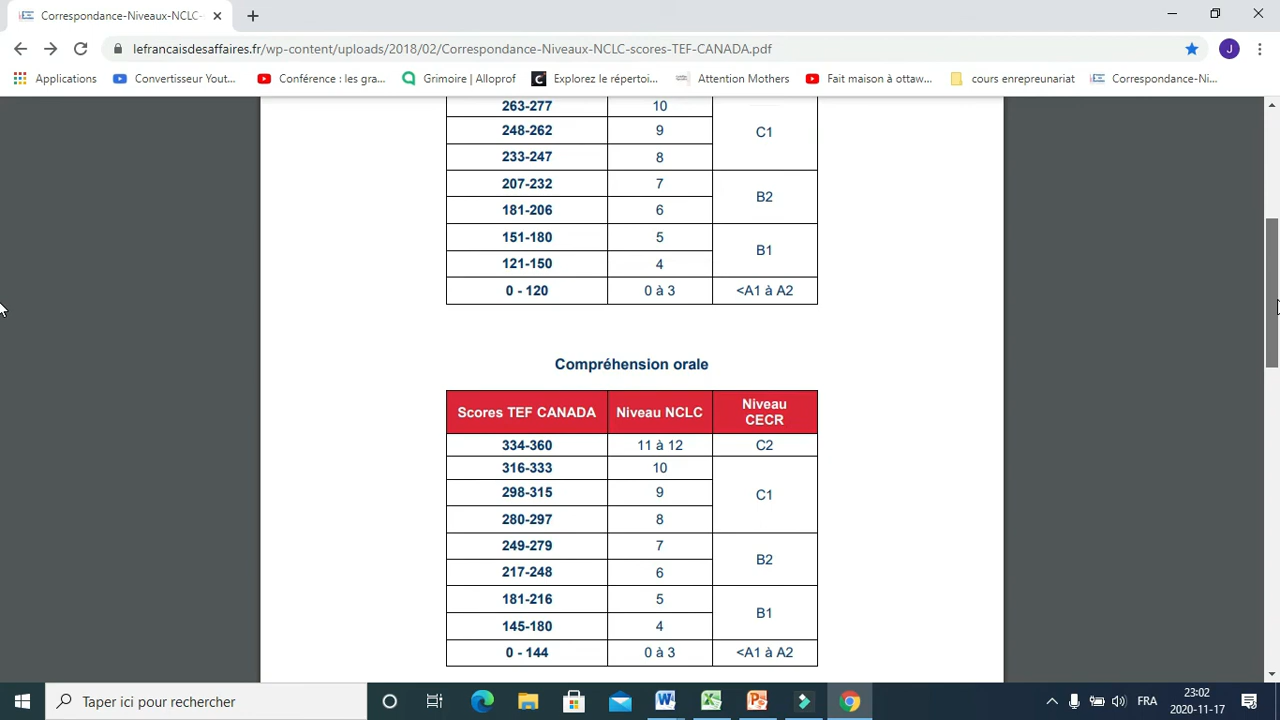 Correspondance-Niveaux-NCLC-
lefrancaisdesaffaires.fr/wp-content/uploads/2018/02/Correspondance-Niveaux-NCLC-scores-TEF-CANADA.pdf
J
Applications Convertisseur Yout... Conférence : les gra... Grimaire | Alloprof Explorez le répertoi... Attention Mothers Fait maison à ottaw... cours enrepreunariat Correspondance-Ni...
263-277 10
248-262 9 C1
233-247 8
207-232 7 B2
181-206 6
151-180 5 B1
121-150 4
0 - 120 0 à 3 <A1 à A2
Compréhension orale
Scores TEF CANADA Niveau NCLC Niveau CECR
334-360 11 à 12 C2
316-333 10
298-315 9 C1
280-297 8
249-279 7 B2
217-248 6
181-216 5 B1
145-180 4
0 - 144 0 à 3 <A1 à A2
Taper ici pour rechercher
FRA
23:02
2020-11-17